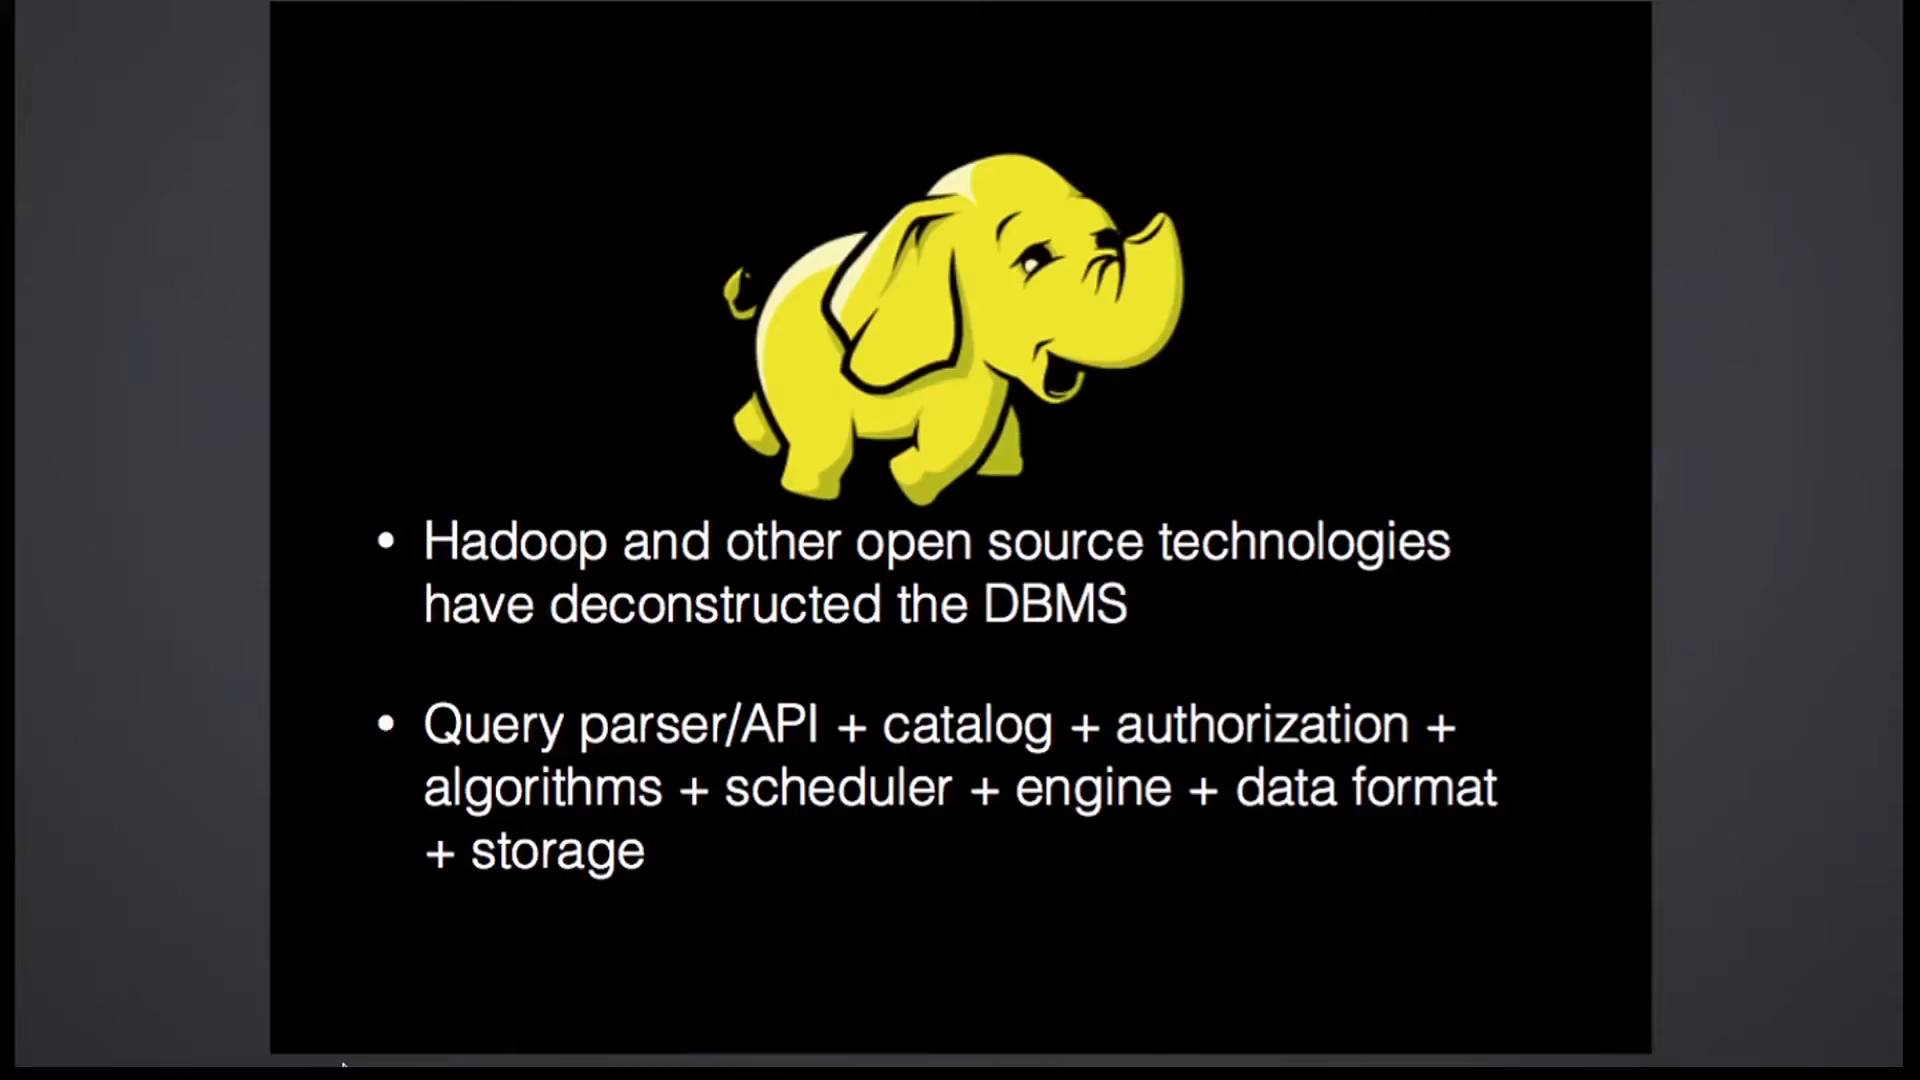 • Hadoop and other open source technologies
have deconstructed the DBMS
• Query parser/API + catalog + authorization +
algorithms + scheduler + engine + data format
+ storage